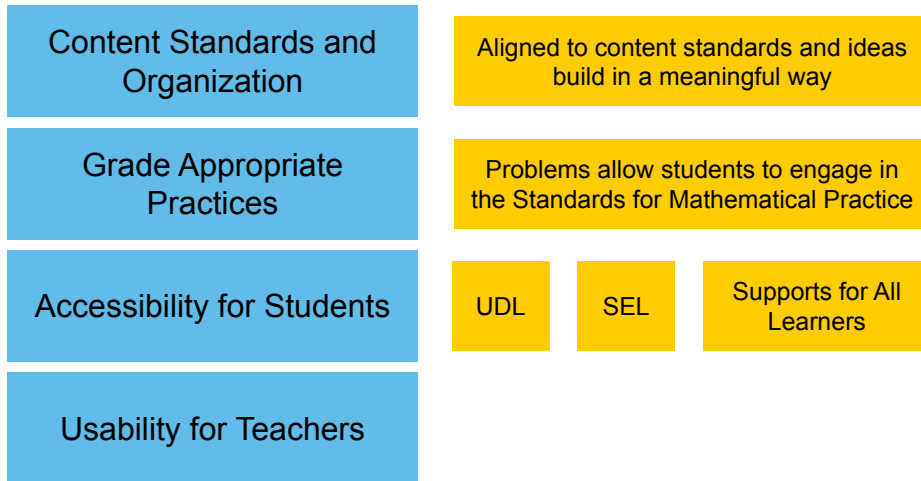 Content Standards and
Organization
Aligned to content standards and ideas
build in a meaningful way
Grade Appropriate
Practices
Problems allow students to engage in
the Standards for Mathematical Practice
Accessibility for Students
UDL
SEL
Supports for All
Learners
Usability for Teachers